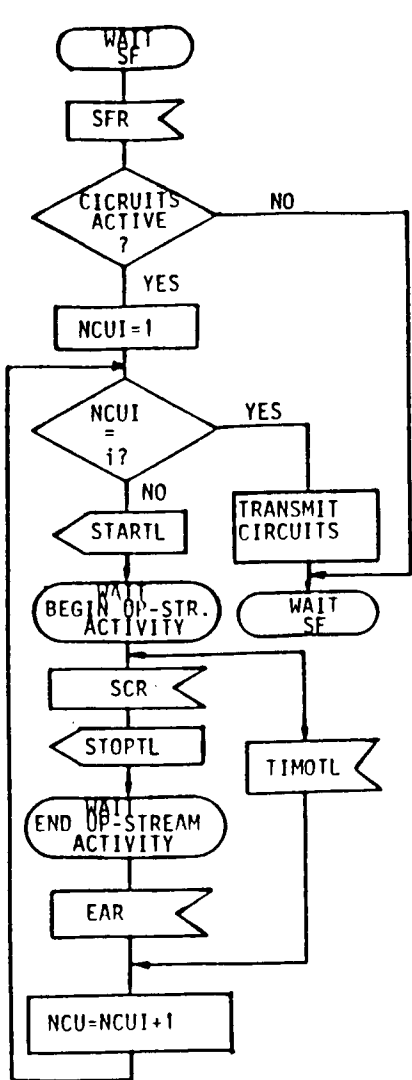 WAIT
SF
SFR
CICRUITS
ACTIVE
?
NO
YES
NCUI=1
NCUI
=
i?
YES
NO
STARTL
TRANSMIT
CIRCUITS
WAIT
BEGIN OP-STR.
ACTIVITY
WAIT
SF
SCR
STOPTL
TIMOTL
WAIT
END OP-STREAM
ACTIVITY
EAR
NCU=NCUI+1